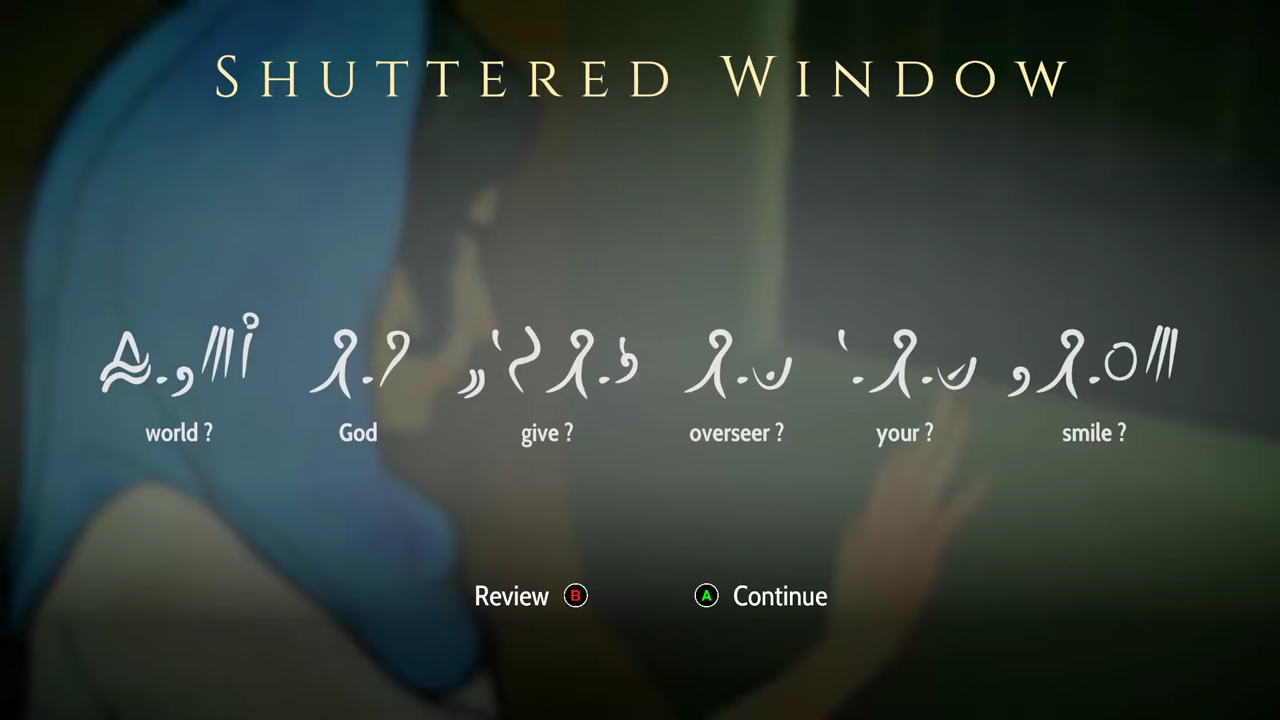 SHUTTERED WINDOW
world ? God give ? overseer ? your ? smile ?
Review B A Continue